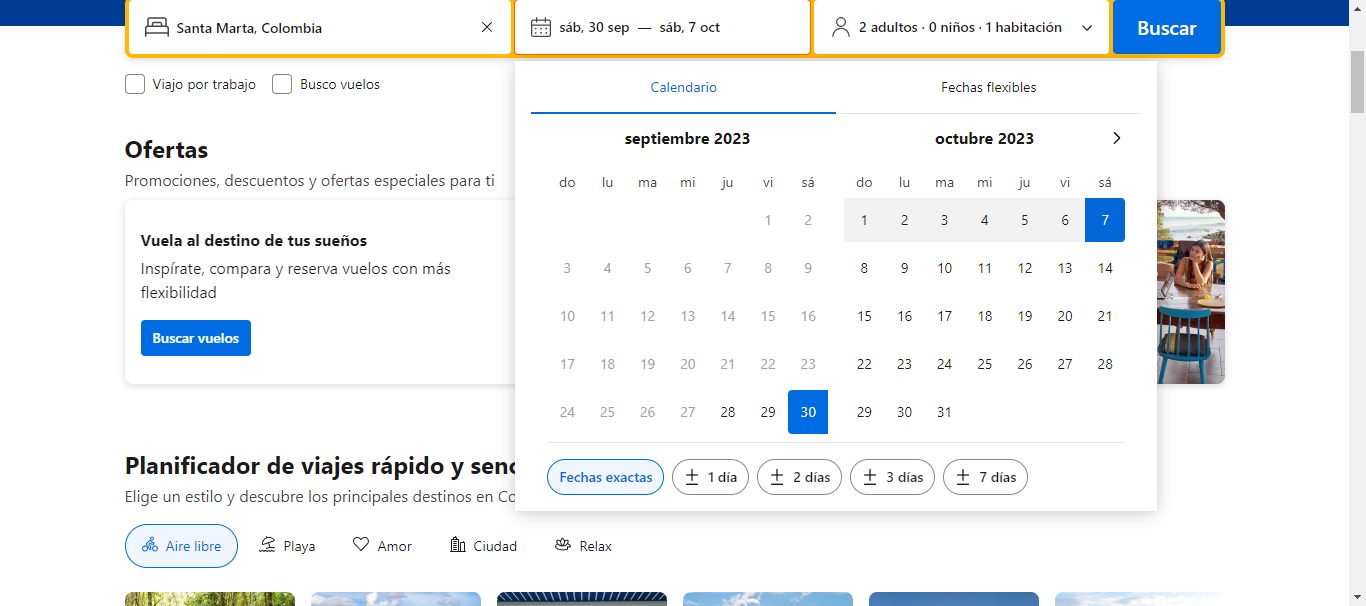 Santa Marta, Colombia
sáb, 30 sep — sáb, 7 oct
2 adultos · 0 niños · 1 habitación
Buscar
Viajo por trabajo
Busco vuelos
Calendario
Fechas flexibles
septiembre 2023
do lu ma mi ju vi sá
1 2
3 4 5 6 7 8 9
10 11 12 13 14 15 16
17 18 19 20 21 22 23
24 25 26 27 28 29 30
octubre 2023
do lu ma mi ju vi sá
1 2 3 4 5 6 7
8 9 10 11 12 13 14
15 16 17 18 19 20 21
22 23 24 25 26 27 28
29 30 31
Fechas exactas
± 1 día
± 2 días
± 3 días
± 7 días
Ofertas
Promociones, descuentos y ofertas especiales para ti
Vuela al destino de tus sueños
Inspírate, compara y reserva vuelos con más
flexibilidad
Buscar vuelos
Planificador de viajes rápido y
Elige un estilo y descubre los principales destinos en
Aire libre
Playa
Amor
Ciudad
Relax